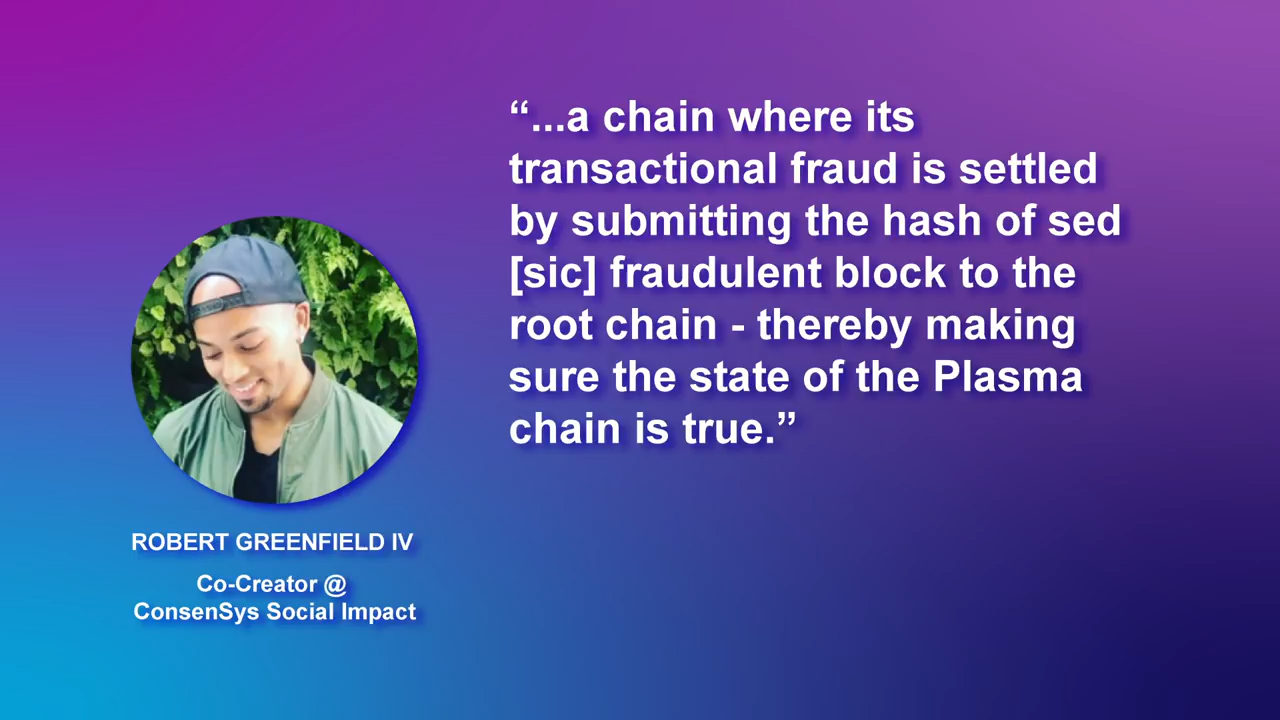 “...a chain where its
transactional fraud is settled
by submitting the hash of sed
[sic] fraudulent block to the
root chain - thereby making
sure the state of the Plasma
chain is true.”
ROBERT GREENFIELD IV
Co-Creator @
ConsenSys Social Impact